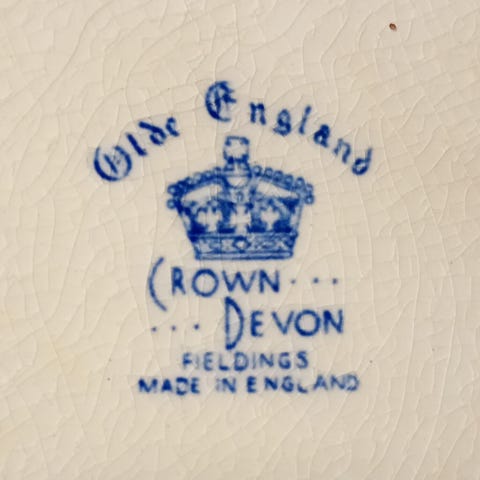 Olde England
CROWN...
...DEVON
FIELDINGS
MADE IN ENGLAND